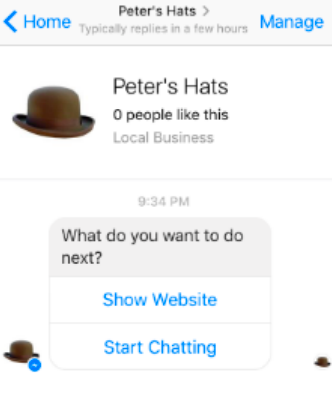 Home
Peter's Hats >
Typically replies in a few hours
Manage
Peter's Hats
0 people like this
Local Business
9:34 PM
What do you want to do
next?
Show Website
Start Chatting